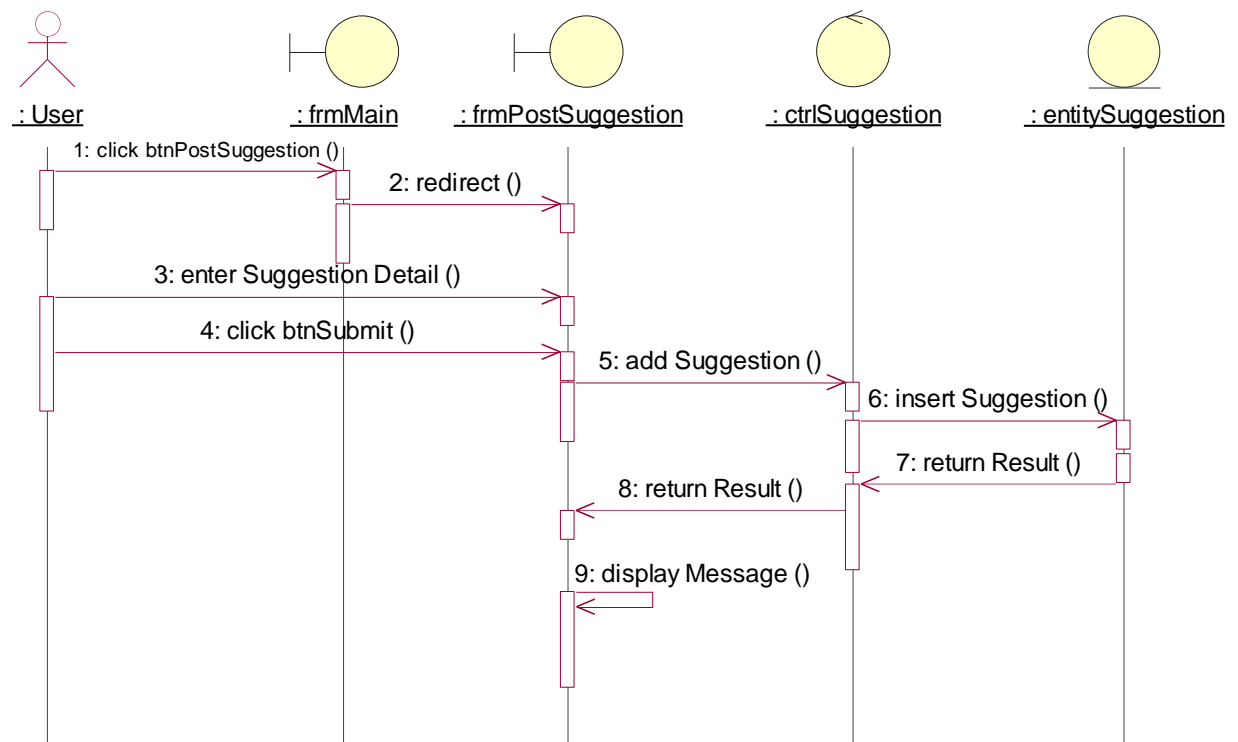 : User
: frmMain
: frmPostSuggestion
: ctrlSuggestion
: entitySuggestion
1: click btnPostSuggestion ()
2: redirect ()
3: enter Suggestion Detail ()
4: click btnSubmit ()
5: add Suggestion ()
6: insert Suggestion ()
7: return Result ()
8: return Result ()
9: display Message ()